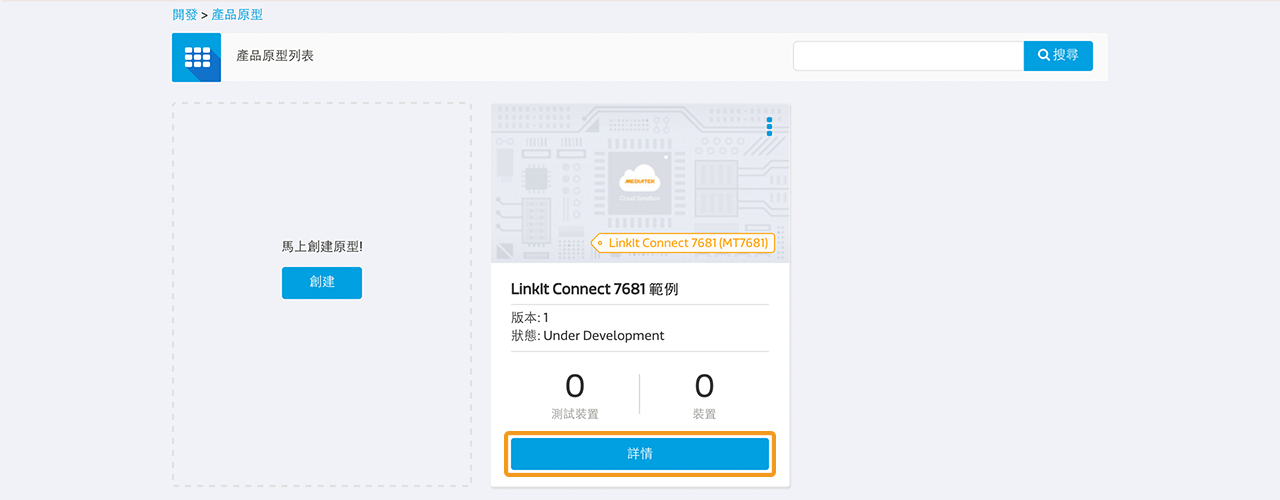 開發 > 產品原型
產品原型列表
搜尋
馬上創建原型!
創建
MEDIATEK
Cloud Sandbox
LinkIt Connect 7681 (MT7681)
LinkIt Connect 7681 範例
版本: 1
狀態: Under Development
0 0
測試裝置 裝置
詳情